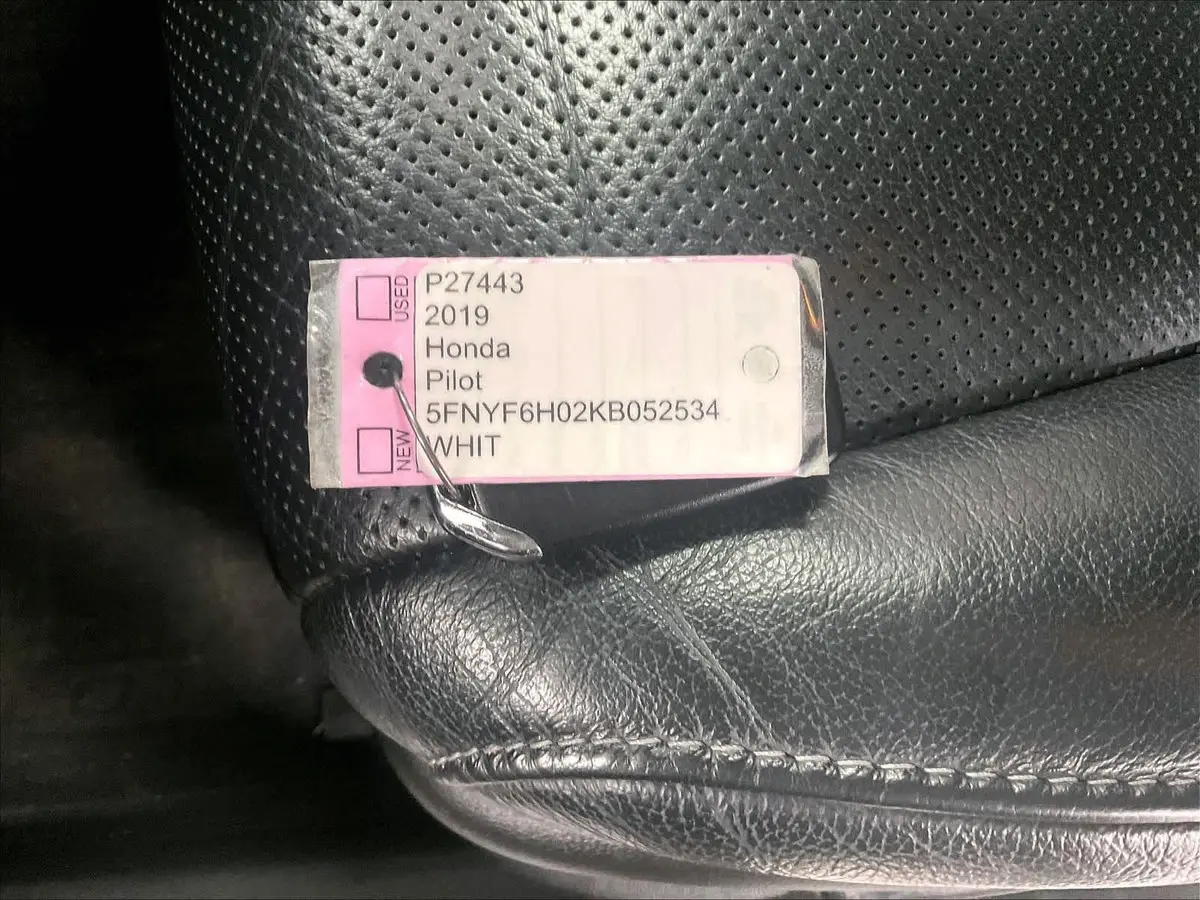 USED
P27443
2019
Honda
Pilot
5FNYF6H02KB052534
NEW
WHIT